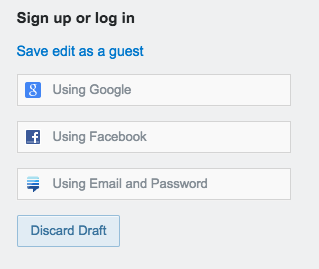 Sign up or log in
Save edit as a guest
Using Google
Using Facebook
Using Email and Password
Discard Draft